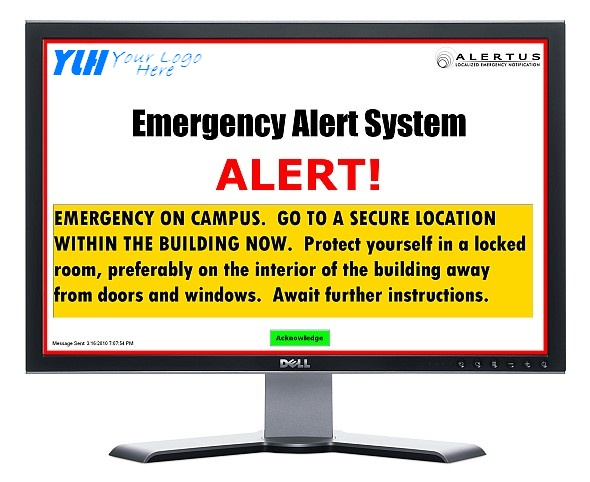 YLH Your Logo
Here
ALERTUS
LOCALIZED EMERGENCY NOTIFICATION
Emergency Alert System
ALERT!
EMERGENCY ON CAMPUS. GO TO A SECURE LOCATION
WITHIN THE BUILDING NOW. Protect yourself in a locked
room, preferably on the interior of the building away
from doors and windows. Await further instructions.
Acknowledge
Message Sent: 3/16/2010 7:07:54 PM
DELL